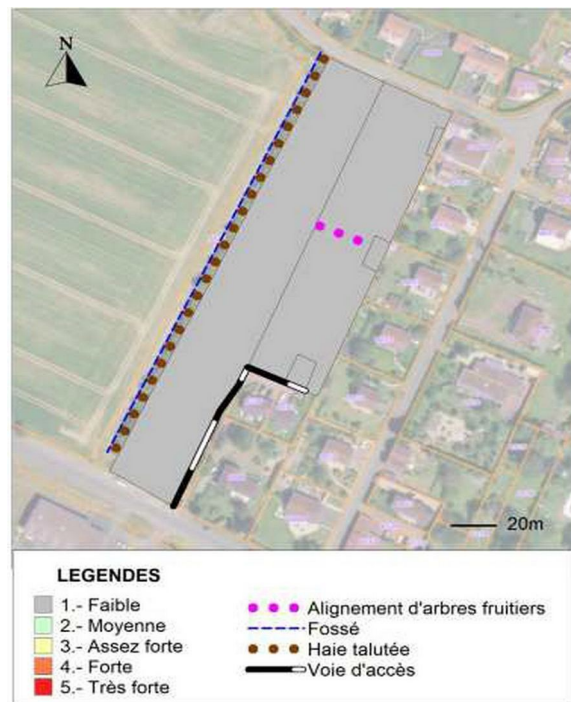 N
20m
LEGENDES
1.- Faible
2.- Moyenne
3.- Assez forte
4.- Forte
5.- Très forte
Alignement d'arbres fruitiers
Fossé
Haie talutée
Voie d'accès